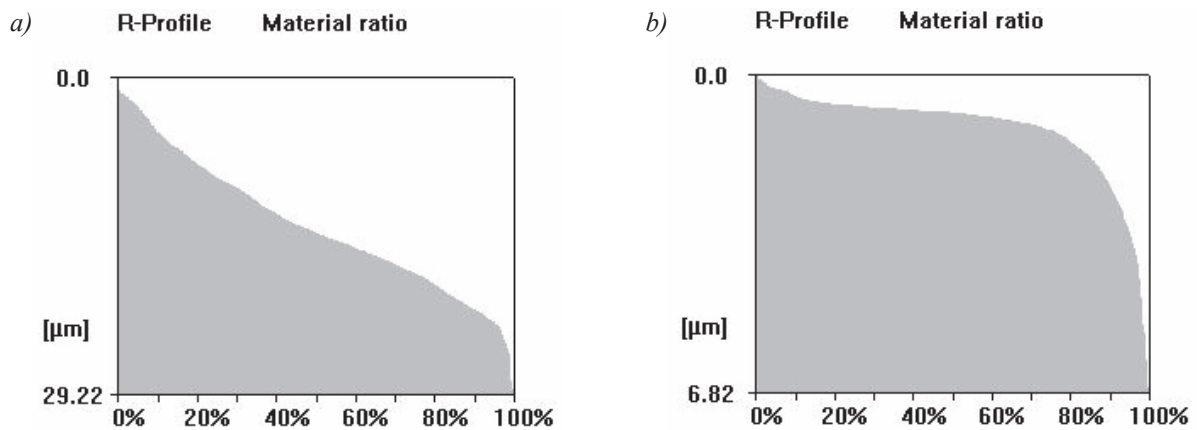 a)
R-Profile Material ratio
0.0
[µm]
29.22
0% 20% 40% 60% 80% 100%
b)
R-Profile Material ratio
0.0
[µm]
6.82
0% 20% 40% 60% 80% 100%